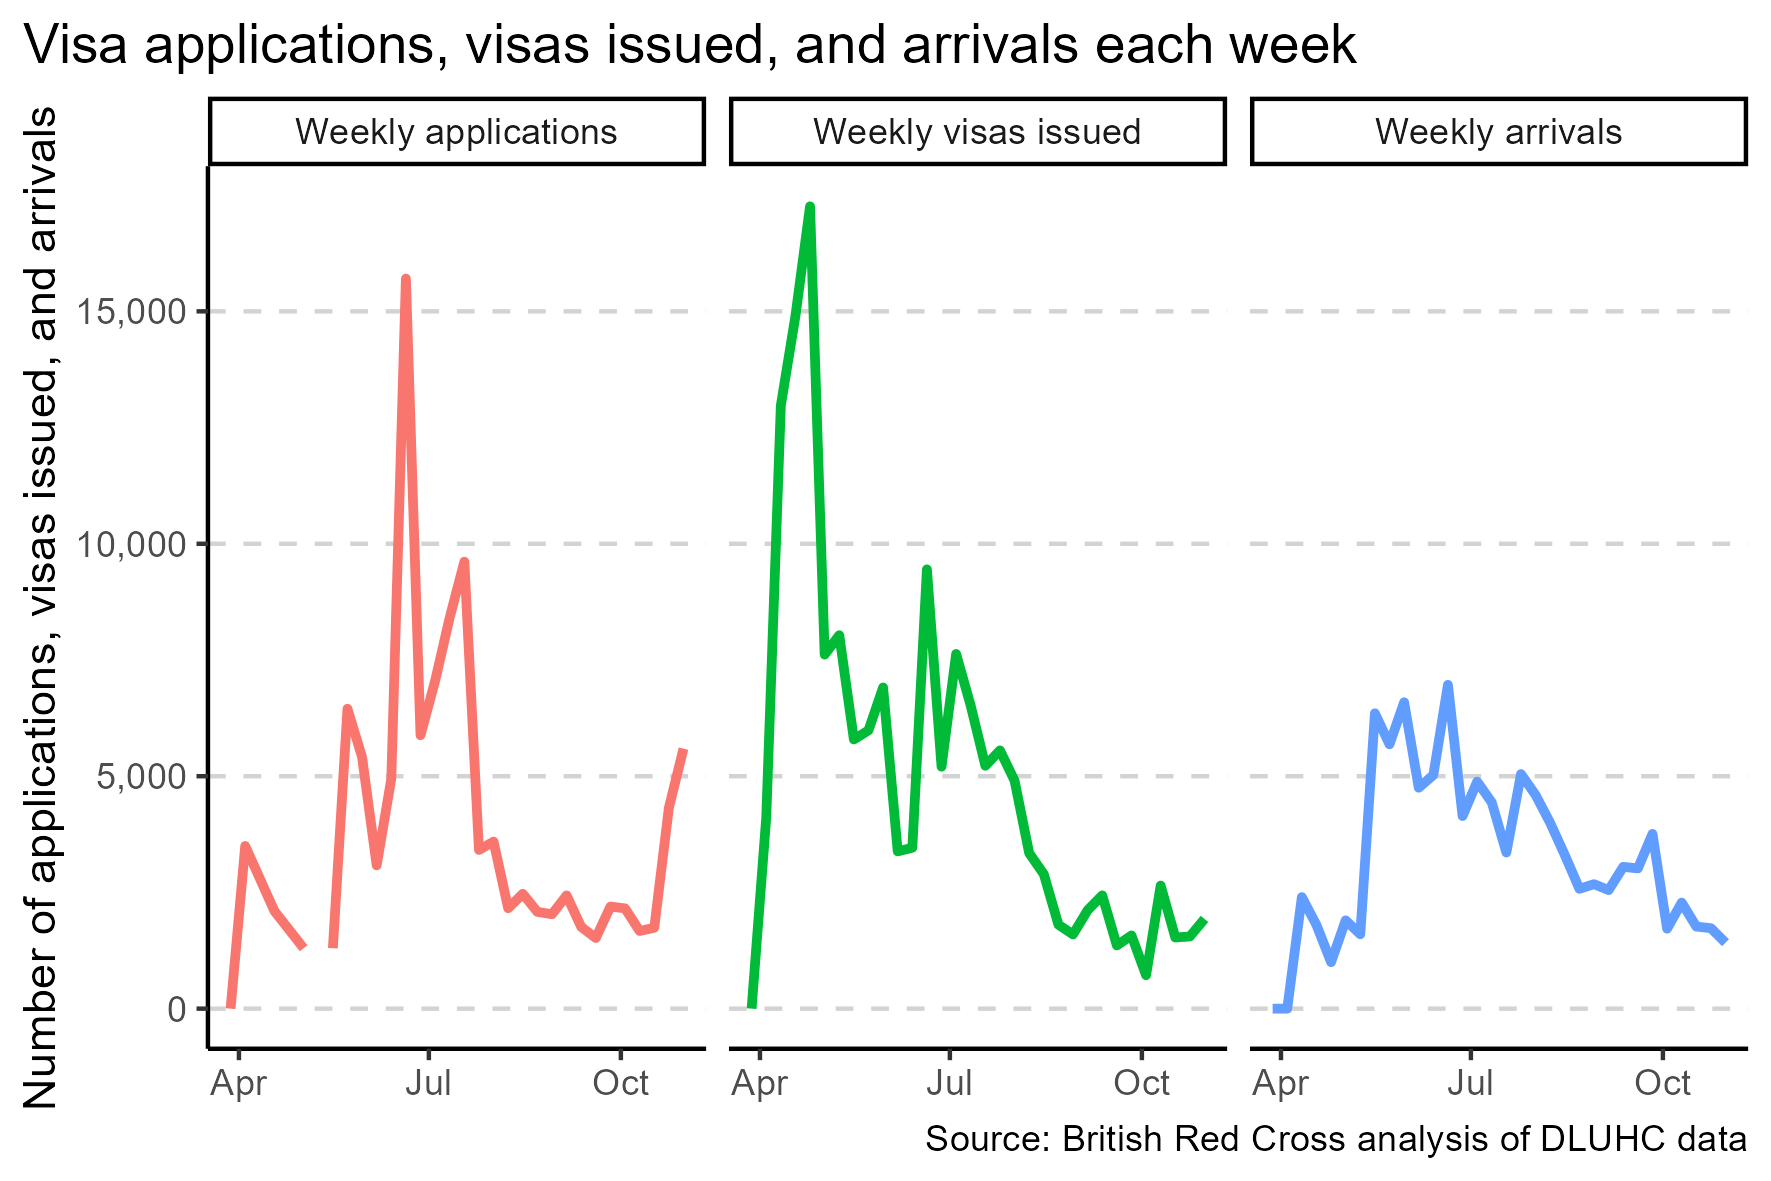 Visa applications, visas issued, and arrivals each week
Number of applications, visas issued, and arrivals
Weekly applications
Weekly visas issued
Weekly arrivals
15,000
10,000
5,000
0
Apr
Jul
Oct
Apr
Jul
Oct
Apr
Jul
Oct
Source: British Red Cross analysis of DLUHC data